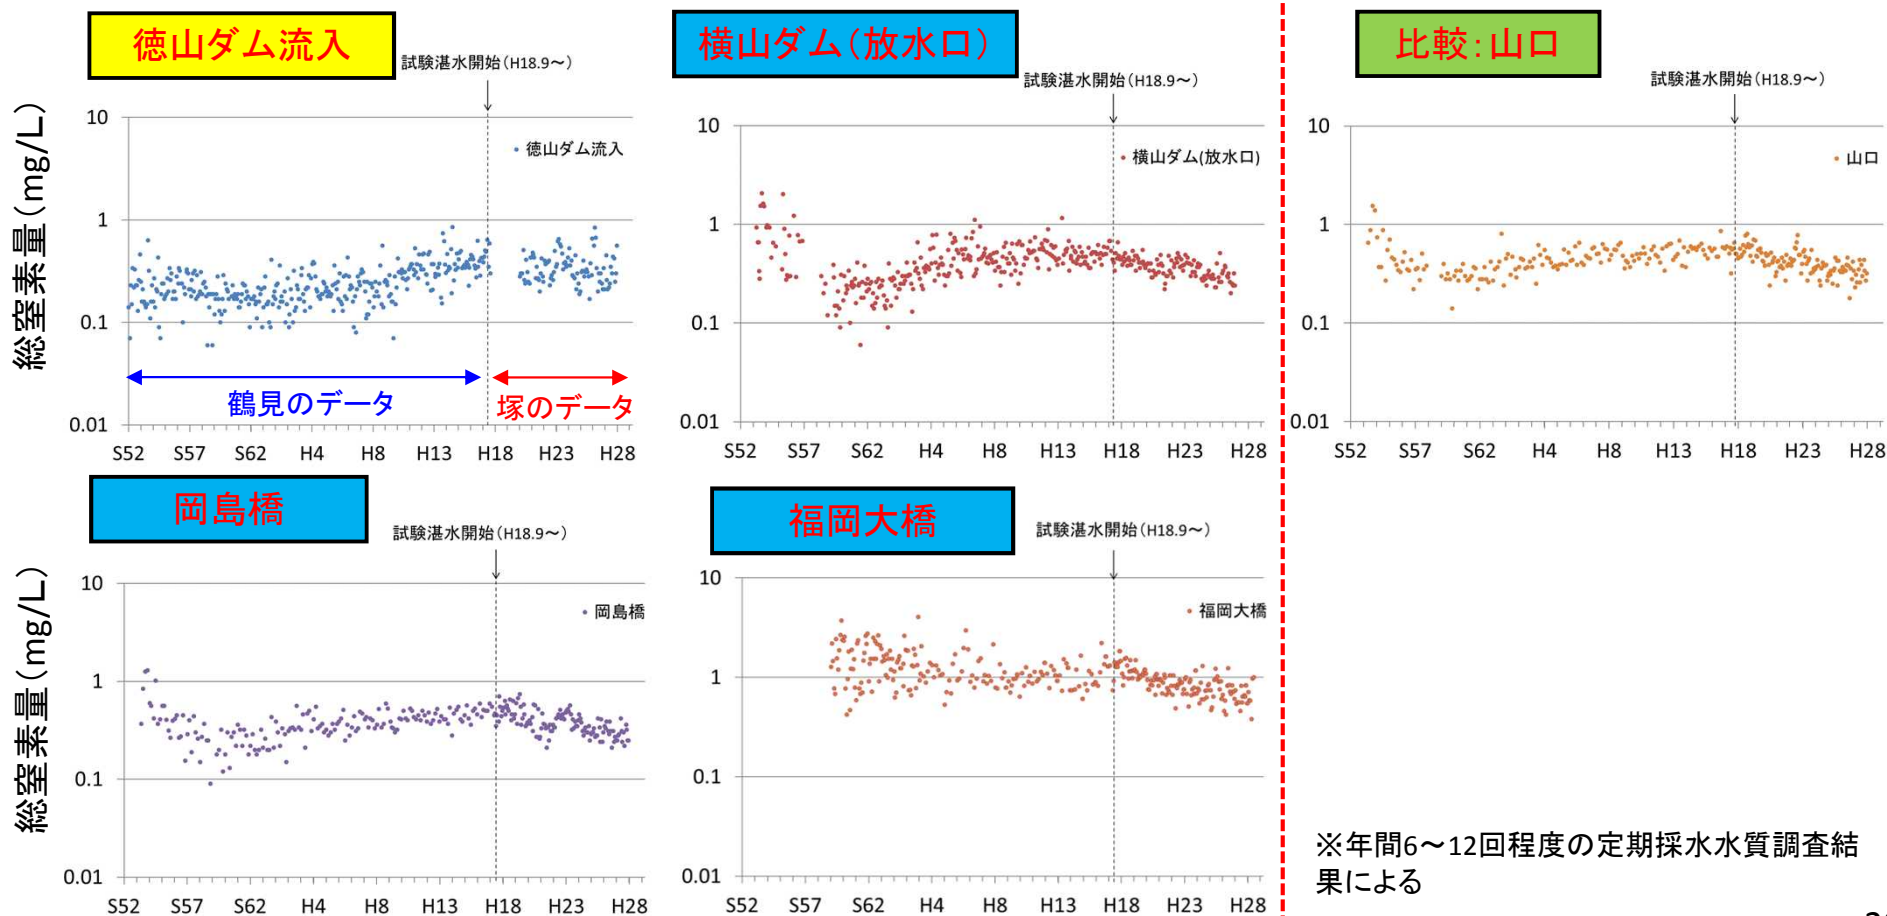 徳山ダム流入
試験湛水開始(H18.9～)
総窒素量(mg/L)
10
1
0.1
0.01
徳山ダム流入
鶴見のデータ
塚のデータ
S52 S57 S62 H4 H8 H13 H18 H23 H28
横山ダム(放水口)
試験湛水開始(H18.9～)
10
1
0.1
0.01
横山ダム(放水口)
S52 S57 S62 H4 H8 H13 H18 H23 H28
比較:山口
試験湛水開始(H18.9～)
10
1
0.1
0.01
山口
S52 S57 S62 H4 H8 H13 H18 H23 H28
岡島橋
試験湛水開始(H18.9～)
総窒素量(mg/L)
10
1
0.1
0.01
岡島橋
S52 S57 S62 H4 H8 H13 H18 H23 H28
福岡大橋
試験湛水開始(H18.9～)
10
1
0.1
0.01
福岡大橋
S52 S57 S62 H4 H8 H13 H18 H23 H28
※年間6～12回程度の定期採水水質調査結
果による